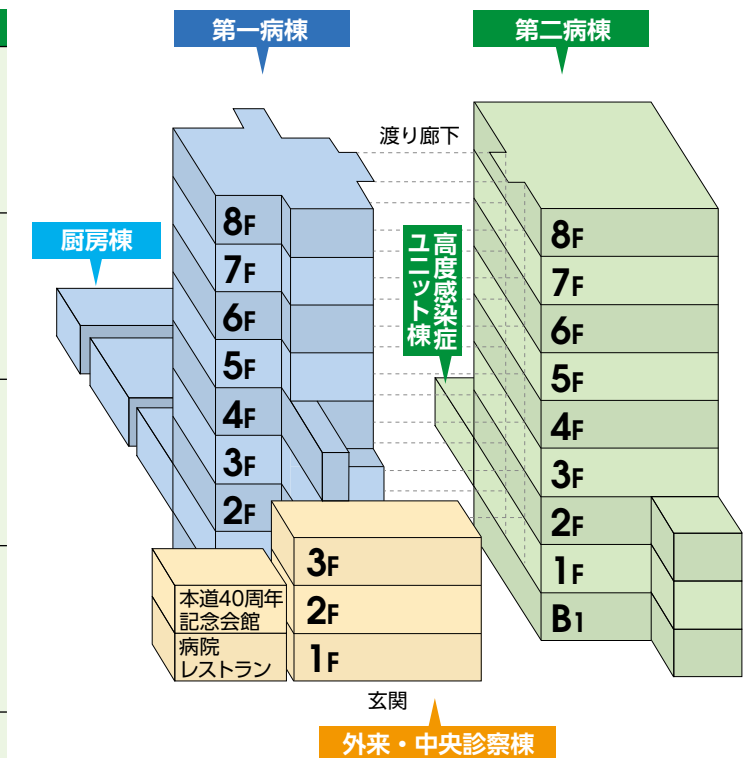 第一病棟
第二病棟
渡り廊下
厨房棟
高度感染症
ユニット棟
8F
7F
6F
5F
4F
3F
2F
8F
7F
6F
5F
4F
3F
2F
1F
B1
3F
2F
1F
本道40周年
記念会館
病院
レストラン
玄関
外来・中央診察棟